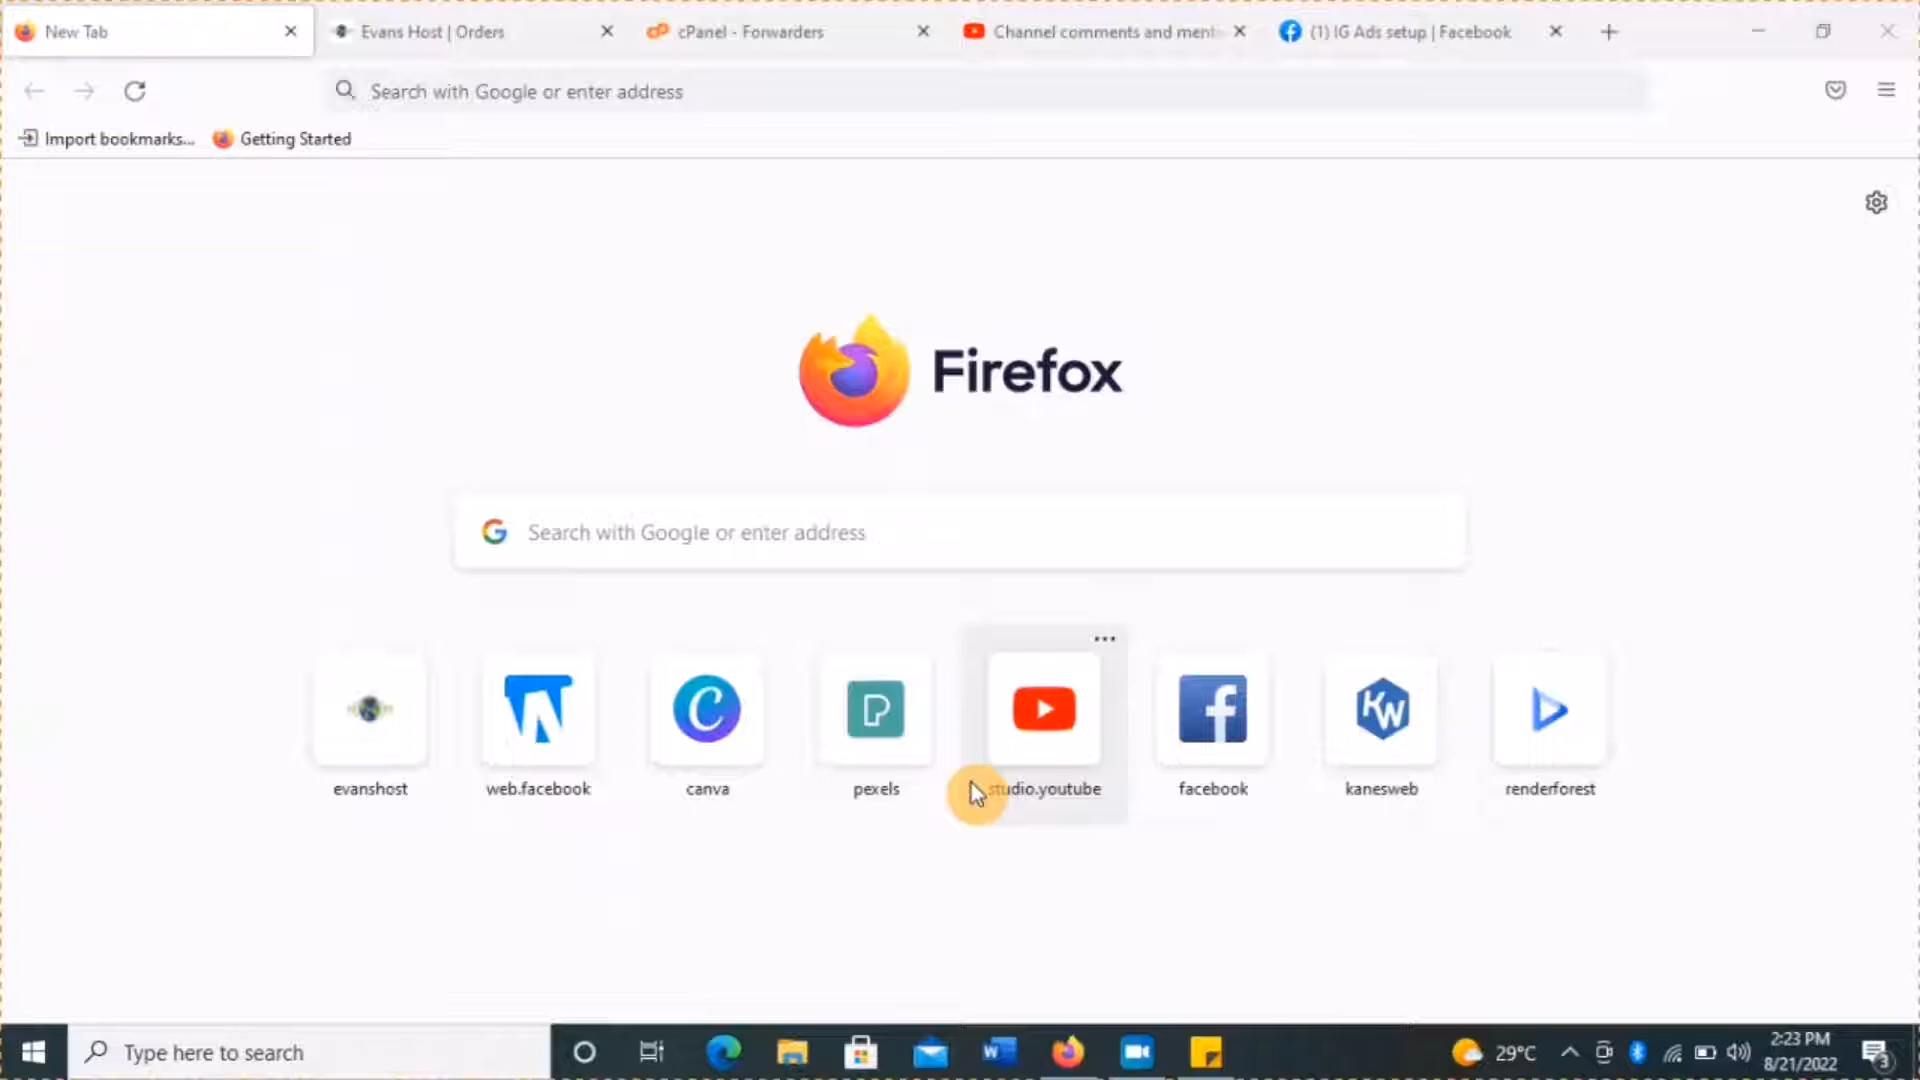 New Tab
Evans Host | Orders
cPanel - Forwarders
Channel comments and ment
(1) IG Ads setup | Facebook
Search with Google or enter address
Import bookmarks...
Getting Started
Firefox
Search with Google or enter address
evanshost
web.facebook
canva
pexels
studio.youtube
facebook
kanesweb
renderforest
Type here to search
29°C
2:23 PM
8/21/2022
3